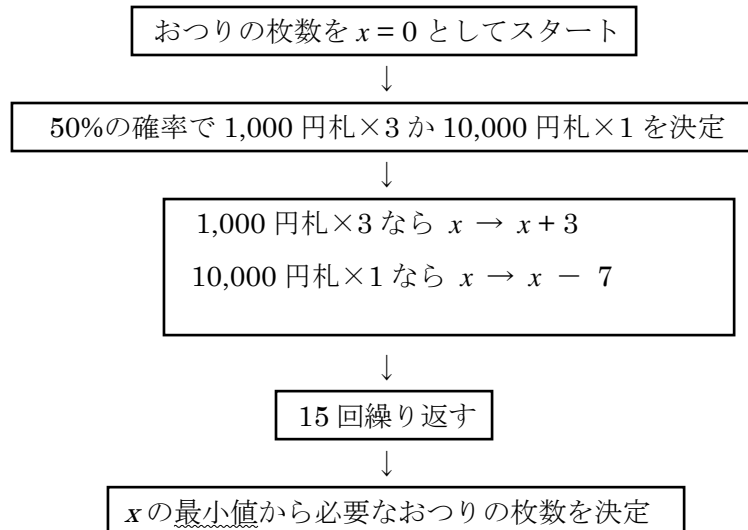 おつりの枚数を x = 0 としてスタート
↓
50%の確率で 1,000 円札×3 か 10,000 円札×1 を決定
↓
1,000 円札×3 なら x → x + 3
10,000 円札×1 なら x → x － 7
↓
15 回繰り返す
↓
x の最小値から必要なおつりの枚数を決定